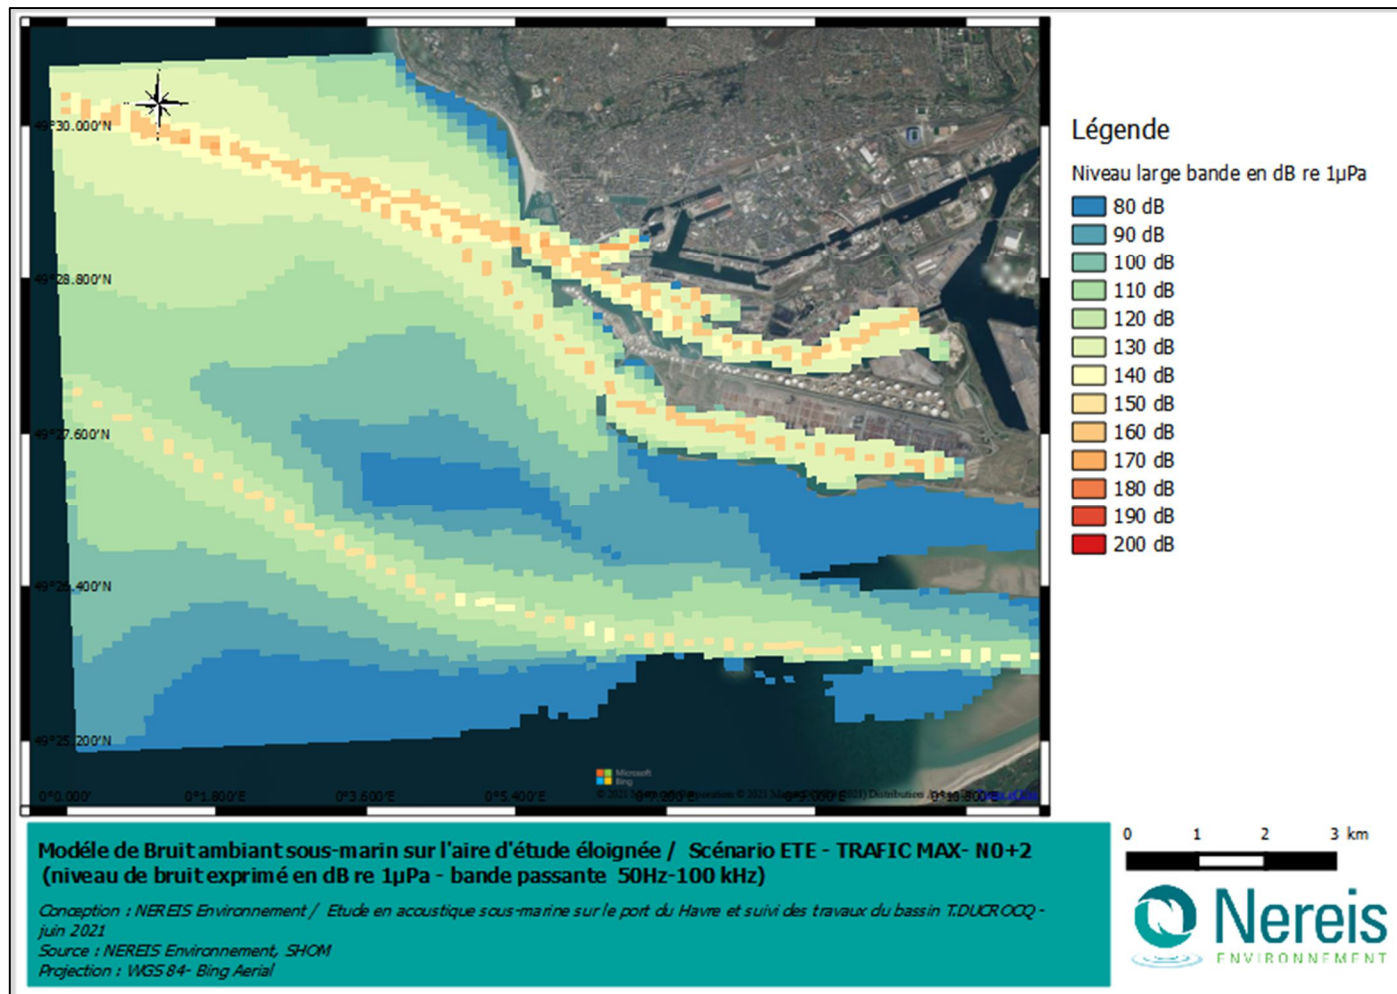 49°30.000'N
49°28.800'N
49°27.600'N
49°26.400'N
49°25.200'N
0°0.000'
0°1.800'E
0°3.600'E
0°5.400'E
Microsoft
Bing
Légende
Niveau large bande en dB re 1µPa
80 dB
90 dB
100 dB
110 dB
120 dB
130 dB
140 dB
150 dB
160 dB
170 dB
180 dB
190 dB
200 dB
Modéle de Bruit ambiant sous-marin sur l'aire d'étude éloignée / Scénario ETE - TRAFIC MAX- N0+2
(niveau de bruit exprimé en dB re 1µPa - bande passante 50Hz-100 kHz)
Conception : NEREIS Environnement / Etude en acoustique sous-marine sur le port du Havre et suivi des travaux du bassin T.DUCROCQ -
juin 2021
Source : NEREIS Environnement, SHOM
Projection : WGS 84- Bing Aerial
0 1 2 3 km
Nereis
ENVIRONNEMENT